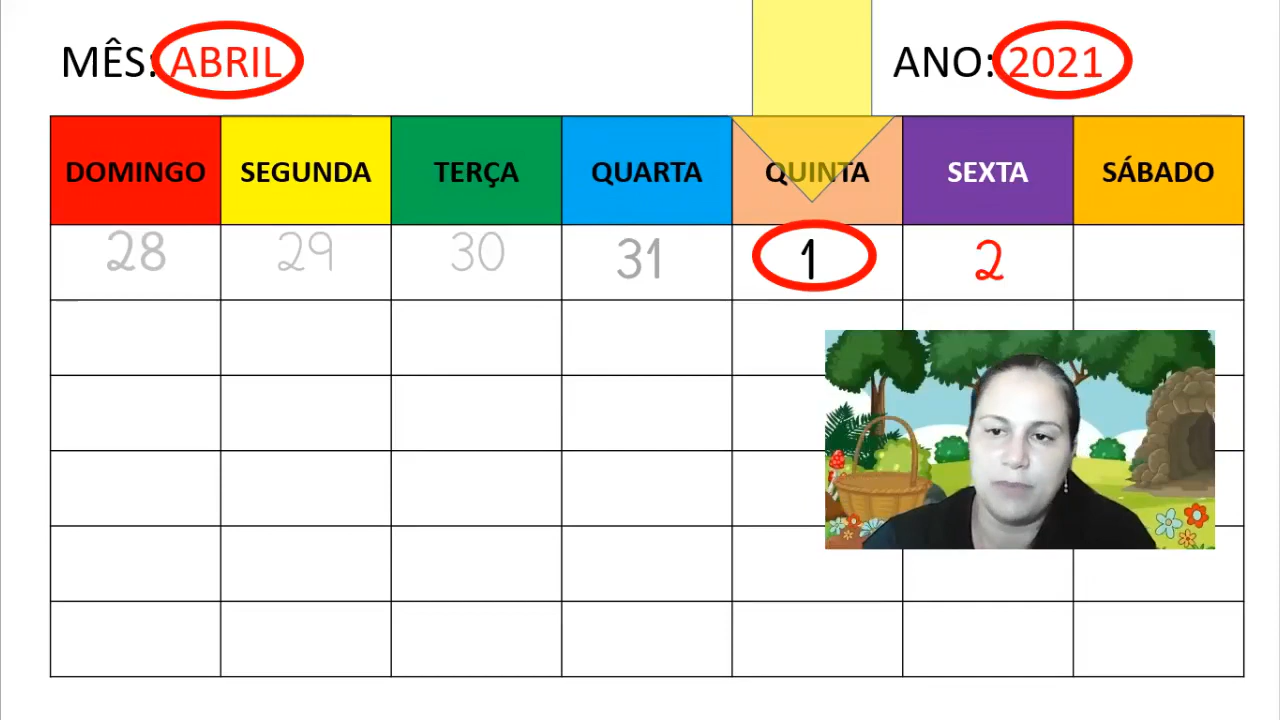 MÊS: ABRIL ANO: 2021
DOMINGO SEGUNDA TERÇA QUARTA QUINTA SEXTA SÁBADO
28 29 30 31 1 2